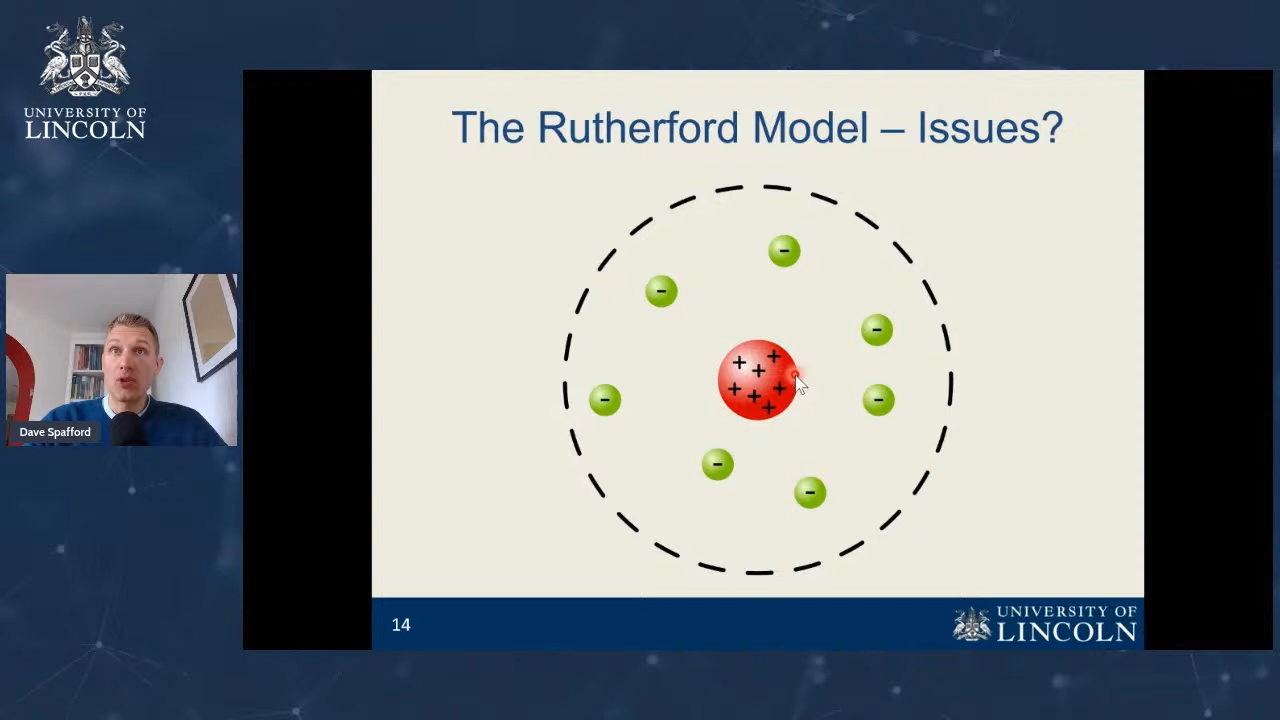 UNIVERSITY OF
LINCOLN
The Rutherford Model – Issues?
-
-
-
+ +
+
+ +
+
+
-
-
-
-
Dave Spafford
14
UNIVERSITY OF
LINCOLN